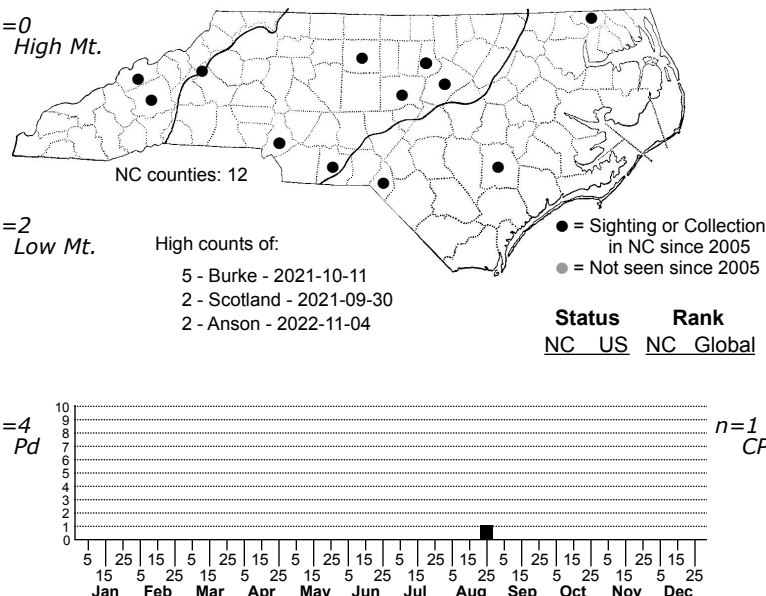 =0
High Mt.
NC counties: 12
=2
Low Mt.
High counts of:
5 - Burke - 2021-10-11
2 - Scotland - 2021-09-30
2 - Anson - 2022-11-04
= Sighting or Collection
in NC since 2005
= Not seen since 2005
Status Rank
NC US NC Global
=4
Pd
n=1
CP
10
9
8
7
6
5
4
3
2
1
0
5 25 15 5 25 15 5 25 15 5 25 15 5 25 15 5 25 15
15 5 25 15 5 25 15 5 25 15 5 25 15 5 25 15 5 25
Jan Feb Mar Apr May Jun Jul Aug Sep Oct Nov Dec